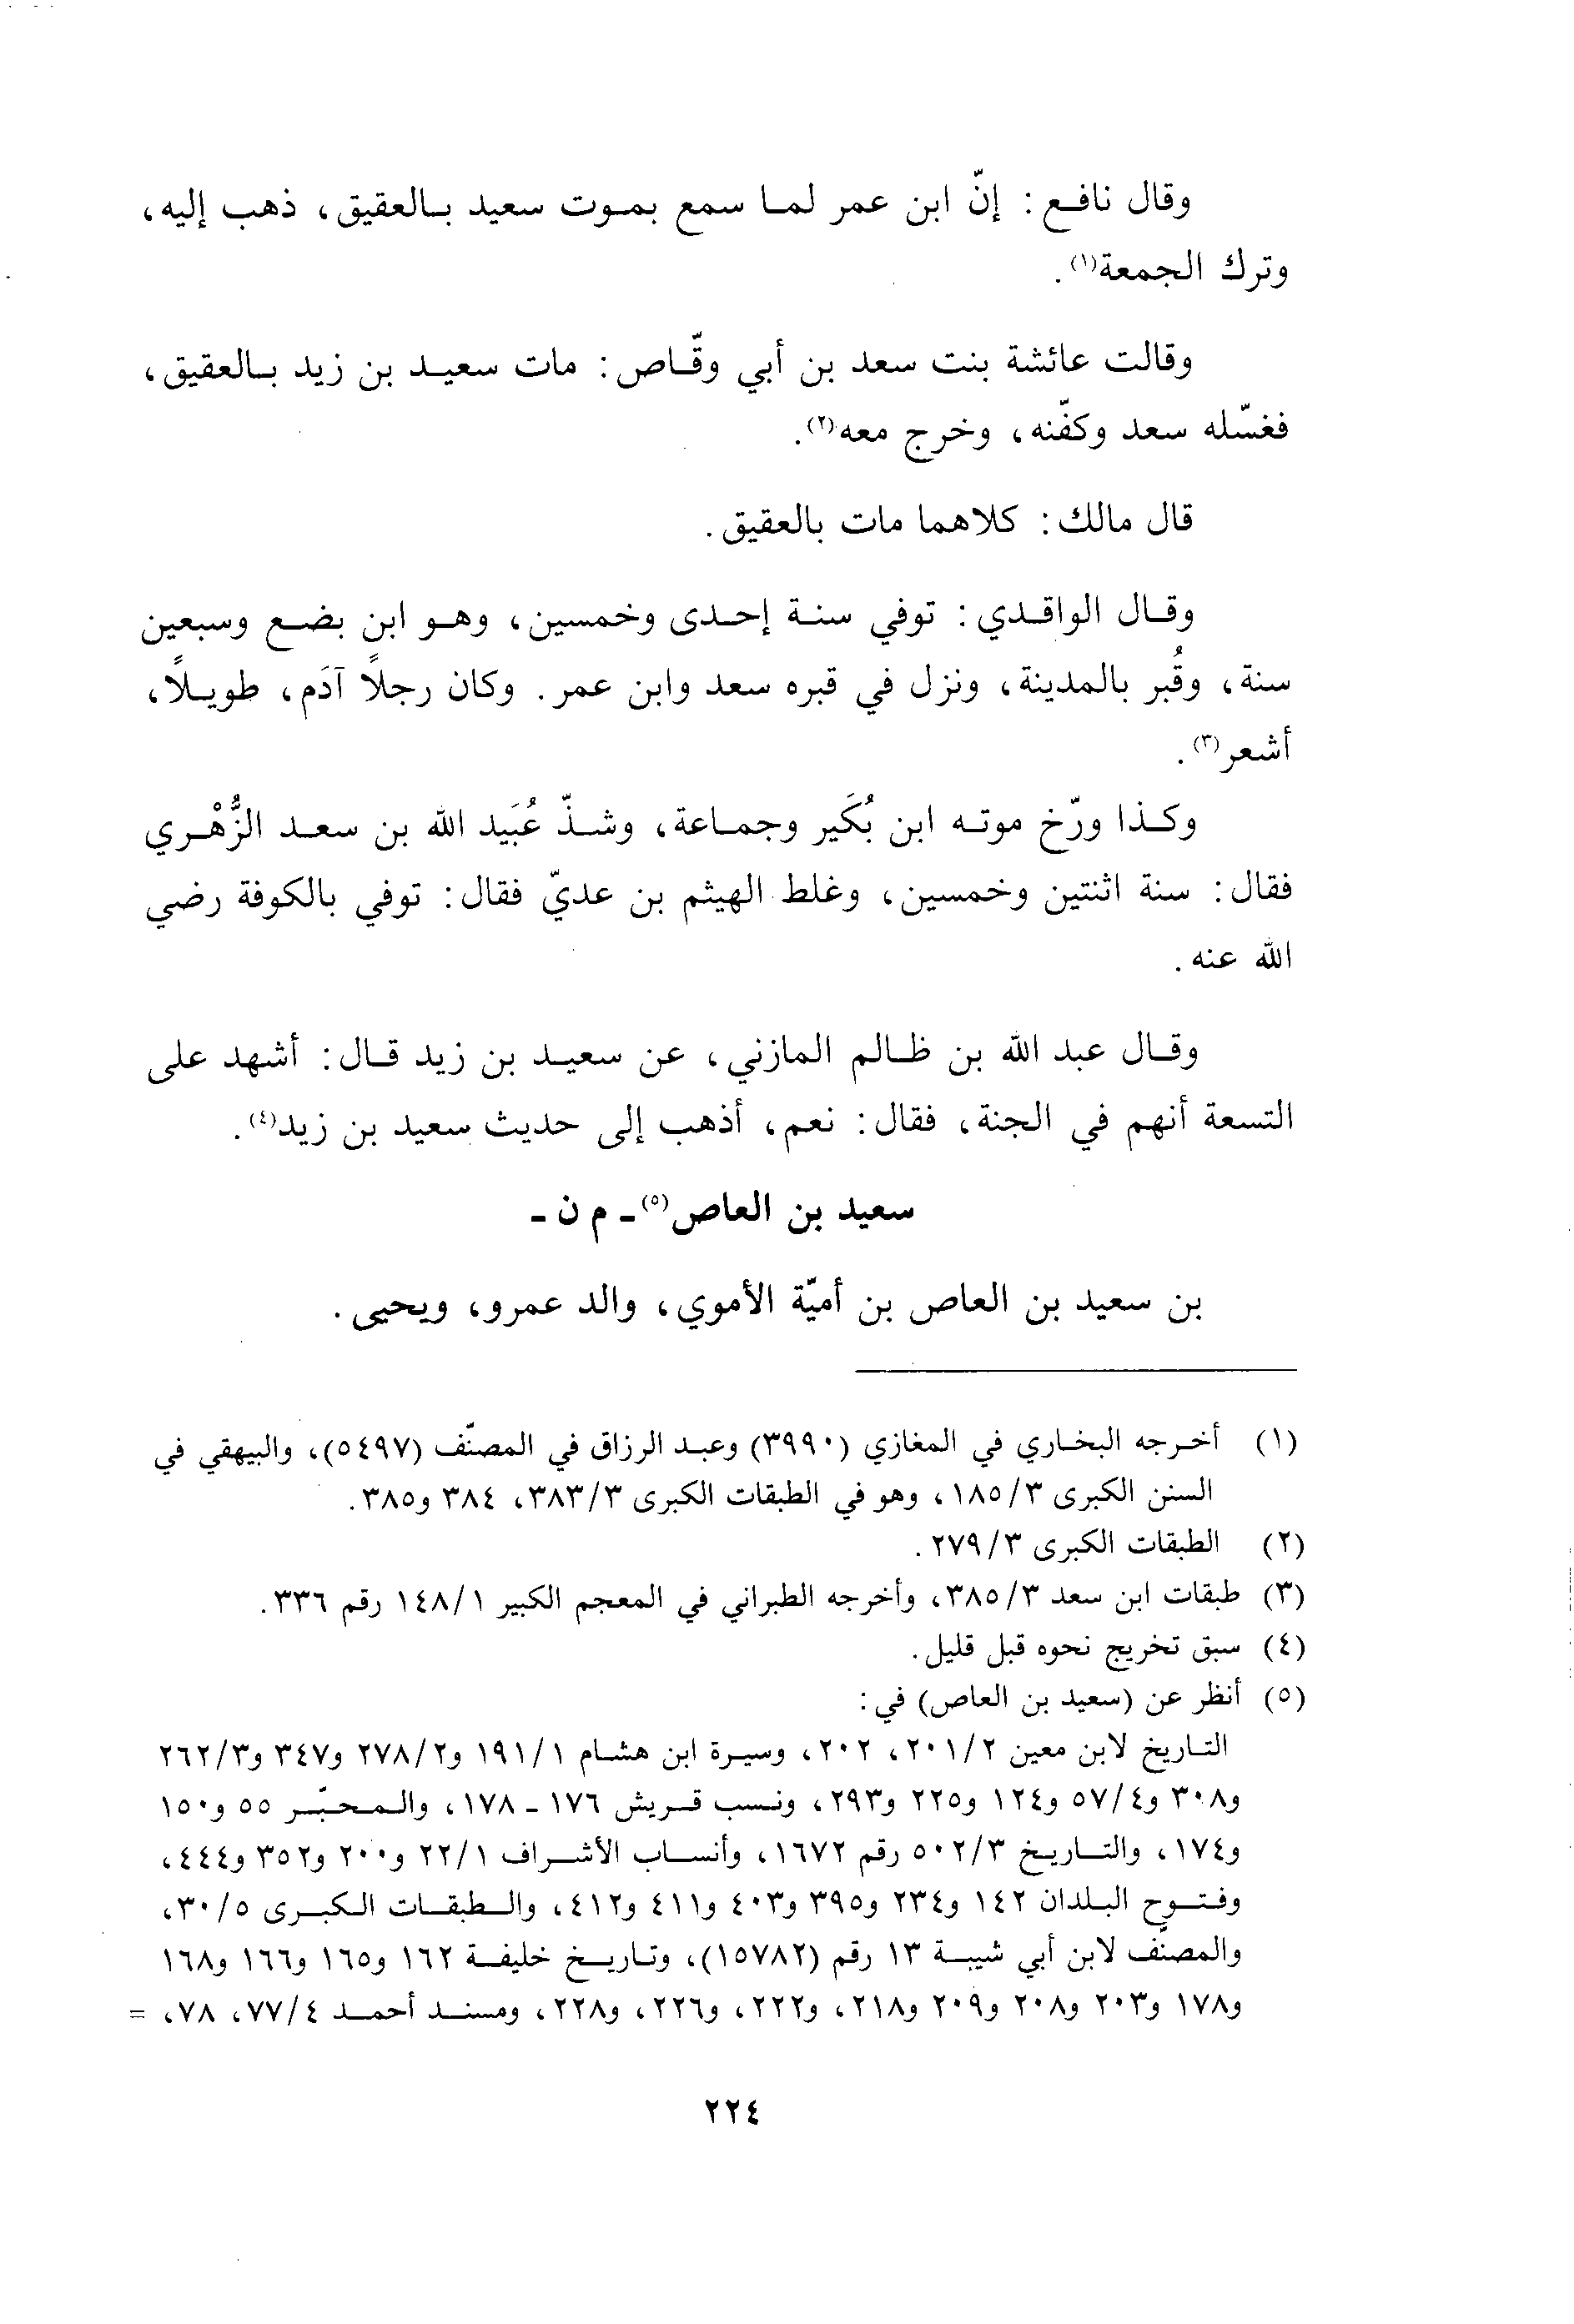 وقال نافع: إنّ ابن عمر لما سمع بموت سعيد بالعقيق، ذهب إليه،
وترك الجمعة(١).
وقالت عائشة بنت سعد بن أبي وقّاص: مات سعيد بن زيد بالعقيق،
فغسّله سعد وكفّنه، وخرج معه(٢).
قال مالك: كلاهما مات بالعقيق.
وقال الواقدي: توفي سنة إحدى وخمسين، وهو ابن بضع وسبعين
سنة، وقُبر بالمدينة، ونزل في قبره سعد وابن عمر. وكان رجلاً آدَم، طويلاً،
أشعر(٣).
وكذا ورّخ موته ابن بُكَير وجماعة، وشذّ عُبَيد الله بن سعد الزُّهْري
فقال: سنة اثنتين وخمسين، وغلط الهيثم بن عديّ فقال: توفي بالكوفة رضي
الله عنه.
وقال عبد الله بن ظالم المازني، عن سعيد بن زيد قال: أشهد على
التسعة أنهم في الجنة، فقال: نعم، أذهب إلى حديث سعيد بن زيد(٤).
سعيد بن العاص(٥) - م ن -
بن سعيد بن العاص بن أميّة الأموي، والد عمرو، ويحيى.
(١) أخرجه البخاري في المغازي (٣٩٩٠) وعبد الرزاق في المصنّف (٥٤٩٧)، والبيهقي في
السنن الكبرى ٣/١٨٥، وهو في الطبقات الكبرى ٣/٣٨٣، ٣٨٤ و٣٨٥.
(٢) الطبقات الكبرى ٣/٢٧٩.
(٣) طبقات ابن سعد ٣/٣٨٥، وأخرجه الطبراني في المعجم الكبير ١/١٤٨ رقم ٣٣٦.
(٤) سبق تخريج نحوه قبل قليل.
(٥) أنظر عن (سعيد بن العاص) في:
التاريخ لابن معين ٢/٢٠١، ٢٠٢، وسيرة ابن هشام ١/١٩١ و٢/٢٧٨ و٣٤٧ و٣/٢٦٢
و٣٠٨ و٤/٥٧ و١٢٤ و٢٢٥ و٢٩٣، ونسب قريش ١٧٦ - ١٧٨، والمحبّر ٥٥ و١٥٠
و١٧٤، والتاريخ ٣/٥٠٢ رقم ١٦٧٢، وأنساب الأشراف ١/٢٢ و٢٠٠ و٣٥٢ و٤٤٤،
وفتوح البلدان ١٤٢ و٢٣٤ و٣٩٥ و٤٠٣ و٤١١ و٤١٢، والطبقات الكبرى ٥/٣٠،
والمصنّف لابن أبي شيبة ١٣ رقم (١٥٧٨٢)، وتاريخ خليفة ١٦٢ و١٦٥ و١٦٦ و١٦٨
و١٧٨ و٢٠٣ و٢٠٨ و٢٠٩ و٢١٨، و٢٢٢، و٢٢٦، و٢٢٨، ومسند أحمد ٤/٧٧، ٧٨، =
٢٢٤